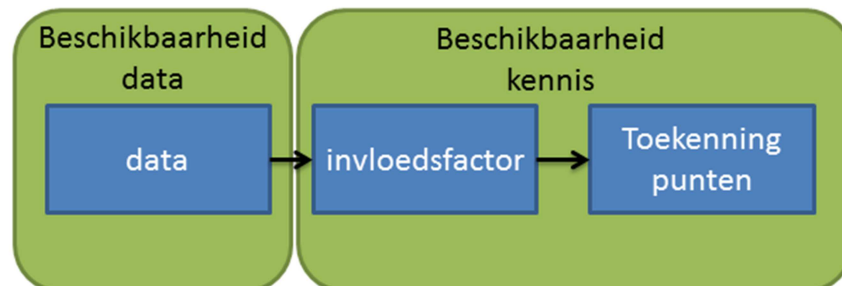 Beschikbaarheid
data
data
Beschikbaarheid
kennis
invloedsfactor
Toekenning
punten